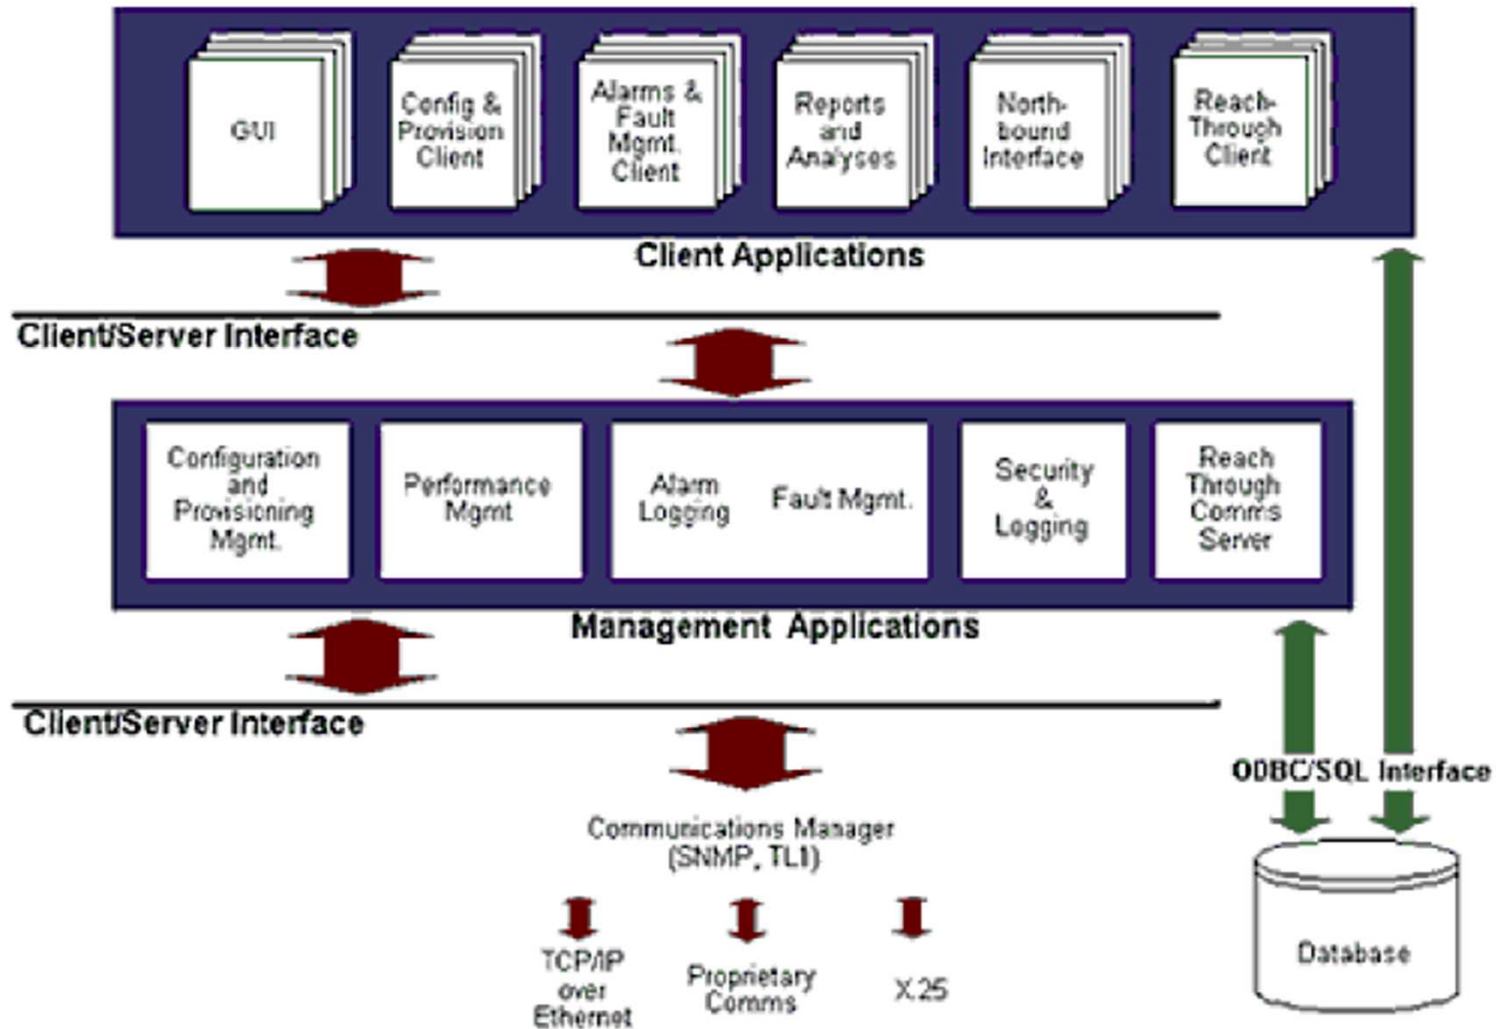 GUI
Config &
Provision
Client
Alarms &
Fault
Mgmt.
Client
Reports
and
Analyses
North-
bound
Interface
Reach-
Through
Client
Client Applications
Client/Server Interface
Configuration
and
Provisioning
Mgmt.
Performance
Mgmt
Alarm
Logging
Fault Mgmt.
Security
&
Logging
Reach
Through
Comms
Server
Management Applications
Client/Server Interface
ODBC/SQL Interface
Communications Manager
(SNMP, TL1)
TCP/IP
over
Ethernet
Proprietary
Comms
X.25
Database